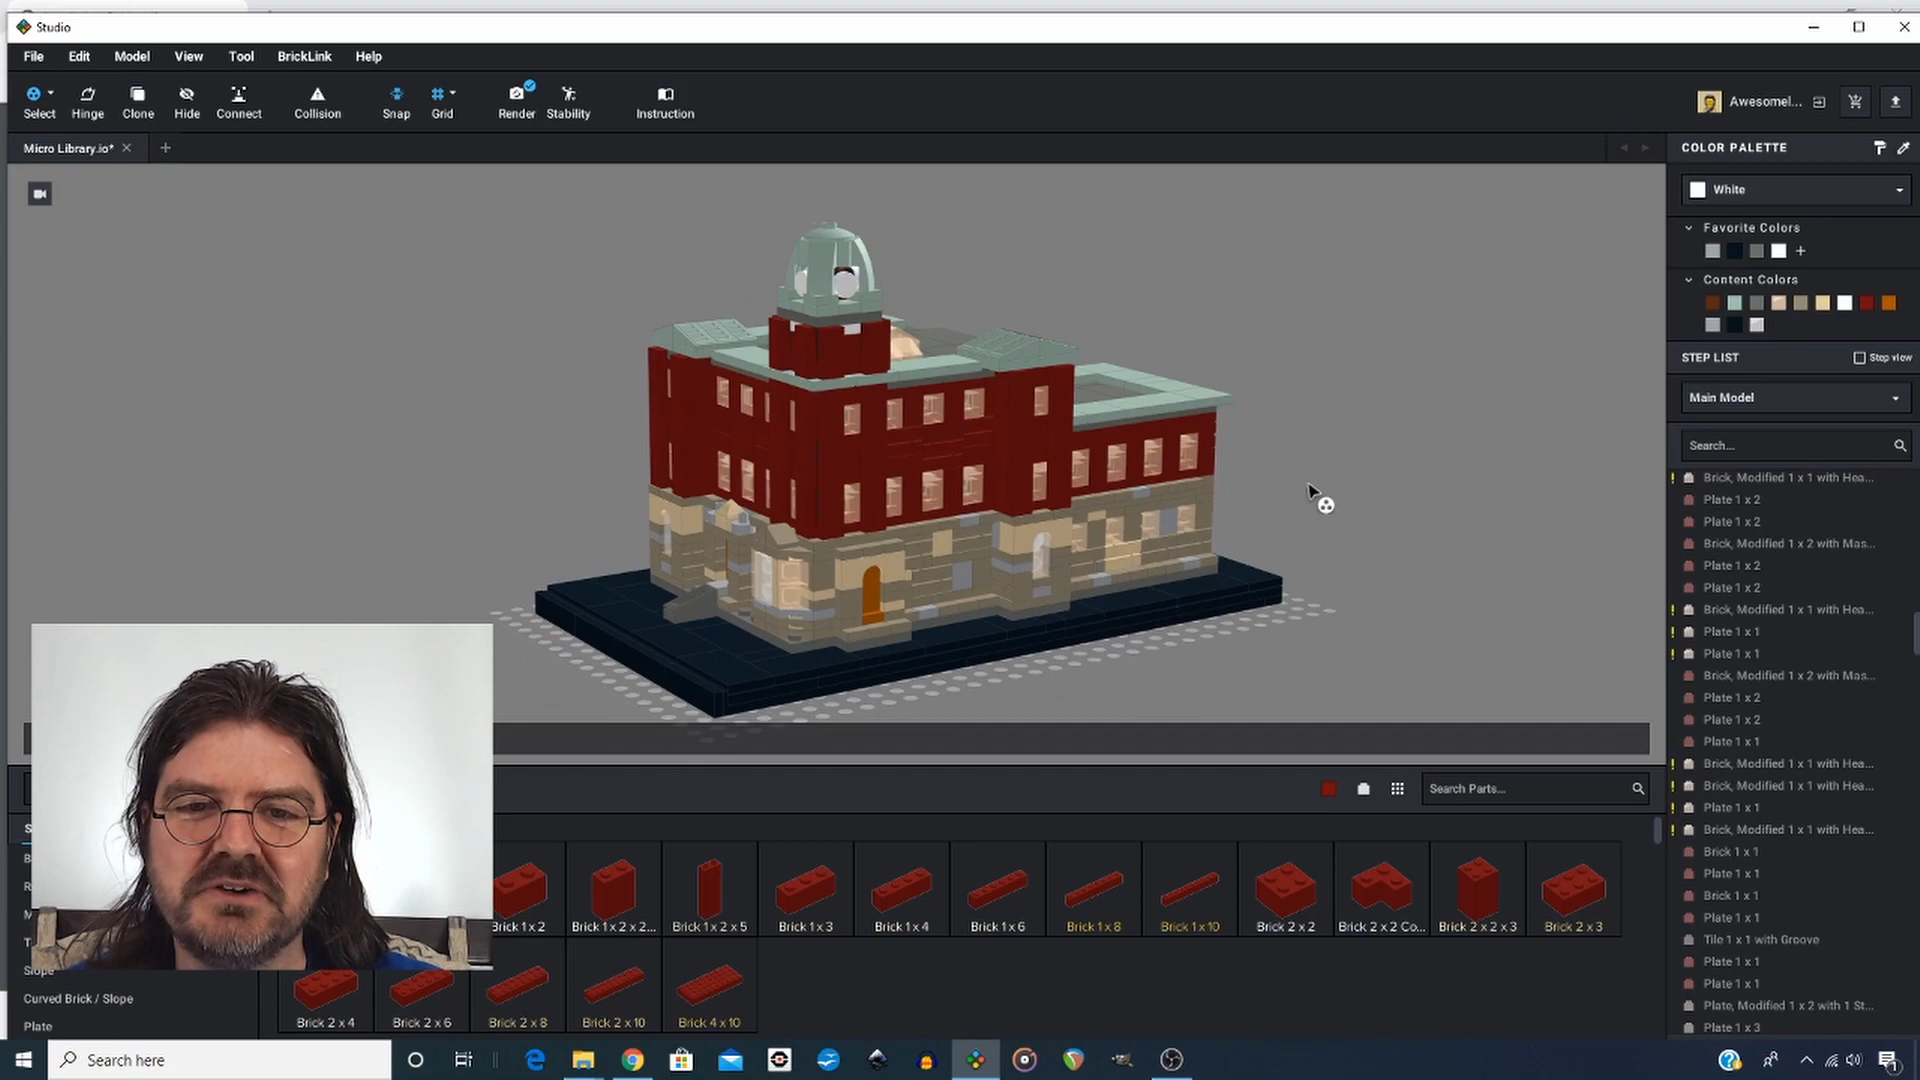 Studio
File Edit Model View Tool BrickLink Help
Select Hinge Clone Hide Connect Collision Snap Grid Render Stability Instruction
Awesomel...
Micro Library.io*
COLOR PALETTE
White
Favorite Colors
Content Colors
STEP LIST
Step view
Main Model
Search...
Brick, Modified 1 x 1 with Hea...
Plate 1 x 2
Plate 1 x 2
Brick, Modified 1 x 2 with Mas...
Plate 1 x 2
Plate 1 x 2
Brick, Modified 1 x 1 with Hea...
Plate 1 x 1
Plate 1 x 1
Brick, Modified 1 x 2 with Mas...
Plate 1 x 2
Plate 1 x 2
Plate 1 x 1
Brick, Modified 1 x 1 with Hea...
Brick, Modified 1 x 1 with Hea...
Plate 1 x 1
Brick, Modified 1 x 1 with Hea...
Brick 1 x 1
Plate 1 x 1
Brick 1 x 1
Plate 1 x 1
Tile 1 x 1 with Groove
Plate 1 x 1
Plate 1 x 1
Plate, Modified 1 x 2 with 1 St...
Plate 1 x 3
Search Parts...
Brick 1 x 2 Brick 1 x 2 x 2... Brick 1 x 2 x 5 Brick 1 x 3 Brick 1 x 4 Brick 1 x 6 Brick 1 x 8 Brick 1 x 10 Brick 2 x 2 Brick 2 x 2 Co... Brick 2 x 2 x 3 Brick 2 x 3
Slope
Curved Brick / Slope
Plate
Brick 2 x 4 Brick 2 x 6 Brick 2 x 8 Brick 2 x 10 Brick 4 x 10
Search here
1